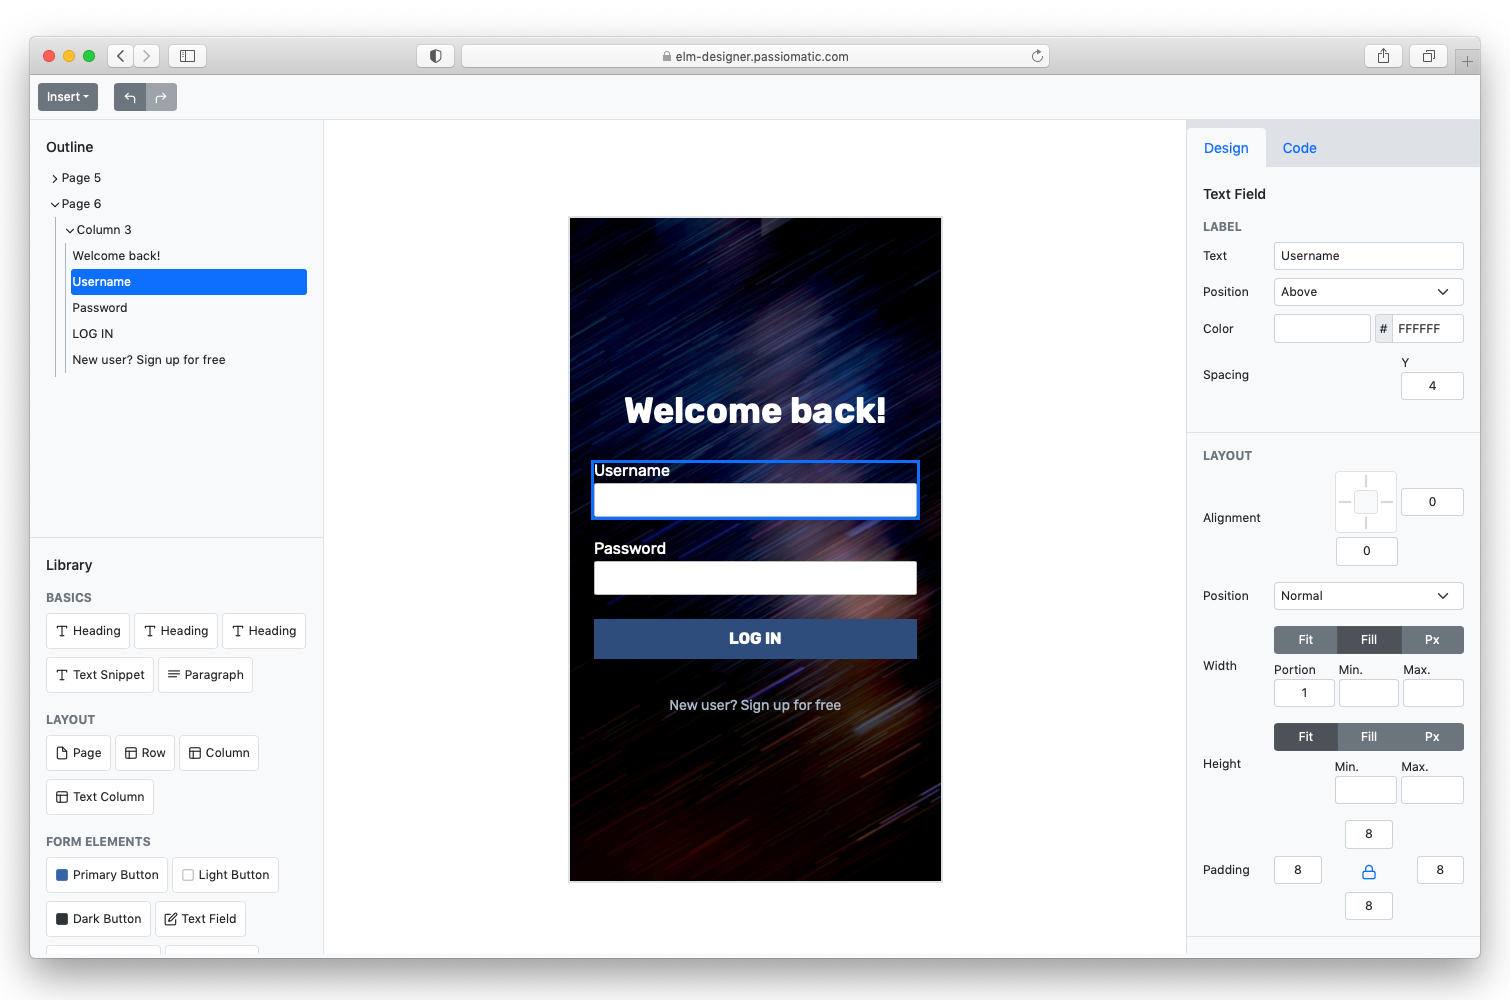 elm-designer.passiomatic.com
Insert
Outline
Page 5
Page 6
Column 3
Welcome back!
Username
Password
LOG IN
New user? Sign up for free
Library
BASICS
Heading Heading Heading
Text Snippet Paragraph
LAYOUT
Page Row Column
Text Column
FORM ELEMENTS
Primary Button Light Button
Dark Button Text Field
Welcome back!
Username
Password
LOG IN
New user? Sign up for free
Design Code
Text Field
LABEL
Text Username
Position Above
Color # FFFFFF
Y
Spacing 4
LAYOUT
0
Alignment
0
Position Normal
Fit Fill Px
Width
Portion Min. Max.
1
Fit Fill Px
Height
Min. Max.
8
Padding 8 8
8